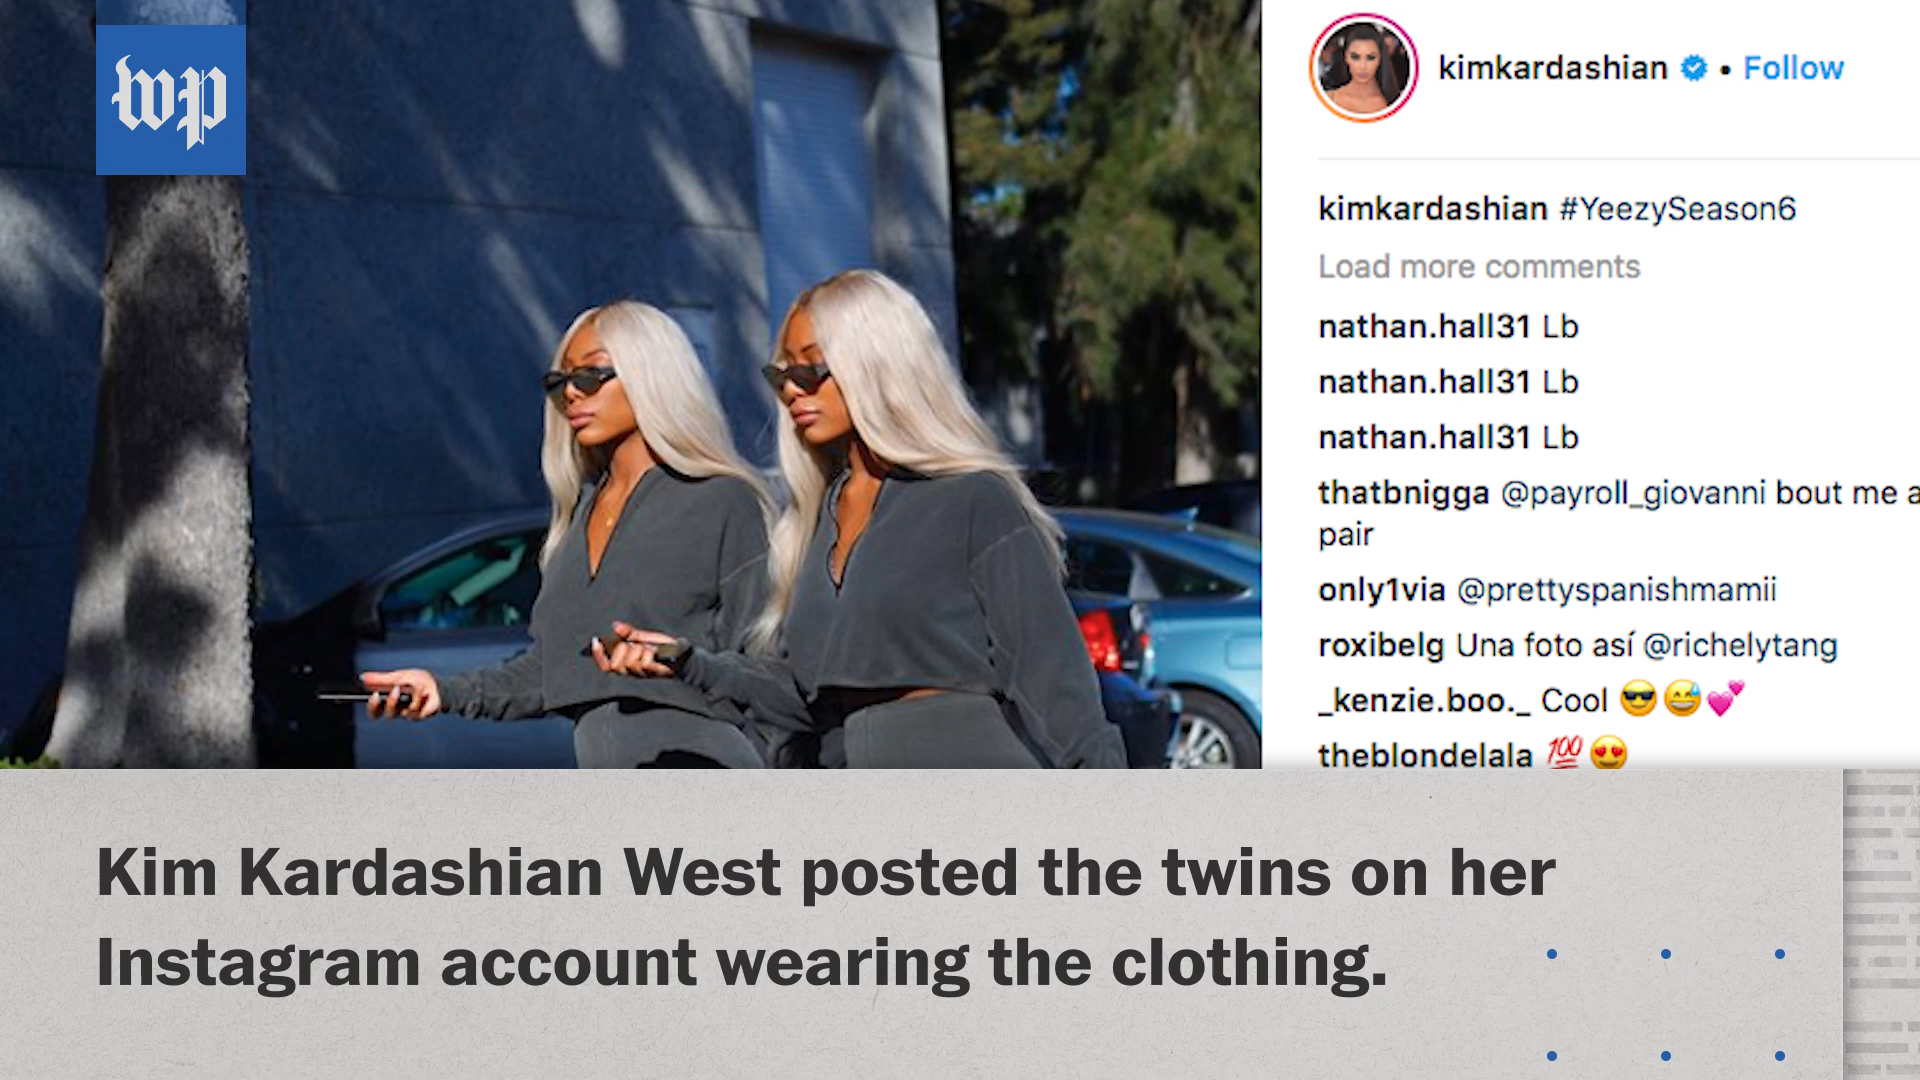 wp
kimkardashian • Follow
kimkardashian #YeezySeason6
Load more comments
nathan.hall31 Lb
nathan.hall31 Lb
nathan.hall31 Lb
thatbnigga @payroll_giovanni bout me a
pair
only1via @prettyspanishmamii
roxibelg Una foto así @richelytang
_kenzie.boo._ Cool 😎😅💕
theblondelala 💯😍
Kim Kardashian West posted the twins on her
Instagram account wearing the clothing.